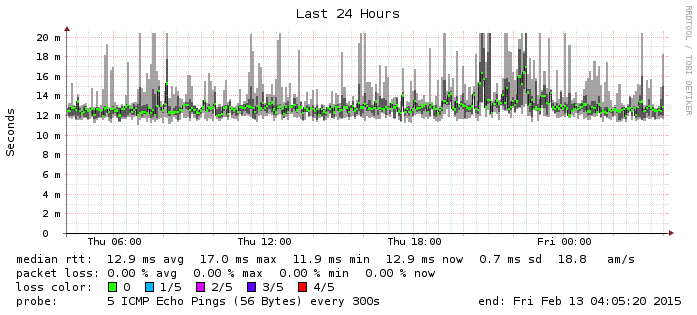 Last 24 Hours
RRDTOOL / TOBI OETIKER
Seconds
20 m
18 m
16 m
14 m
12 m
10 m
8 m
6 m
4 m
2 m
0
Thu 06:00 Thu 12:00 Thu 18:00 Fri 00:00
median rtt: 12.9 ms avg 17.0 ms max 11.9 ms min 12.9 ms now 0.7 ms sd 18.8 am/s
packet loss: 0.00 % avg 0.00 % max 0.00 % min 0.00 % now
loss color: 0 1/5 2/5 3/5 4/5
probe: 5 ICMP Echo Pings (56 Bytes) every 300s end: Fri Feb 13 04:05:20 2015